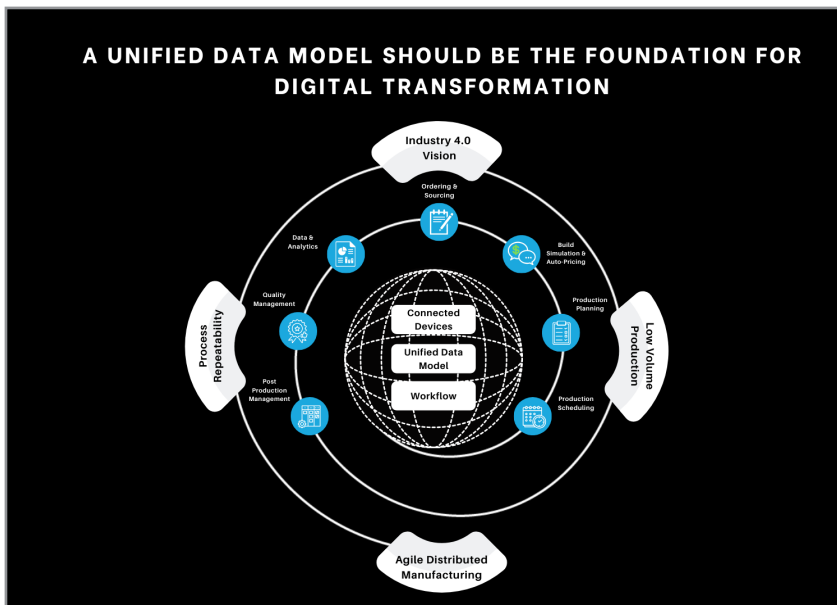 A UNIFIED DATA MODEL SHOULD BE THE FOUNDATION FOR
DIGITAL TRANSFORMATION
Industry 4.0
Vision
Ordering &
Sourcing
Data &
Analytics
Build
Simulation &
Auto-Pricing
Quality
Management
Production
Planning
Connected
Devices
Process
Repeatability
Low Volume
Production
Unified Data
Model
Post
Production
Management
Workflow
Production
Scheduling
Agile Distributed
Manufacturing